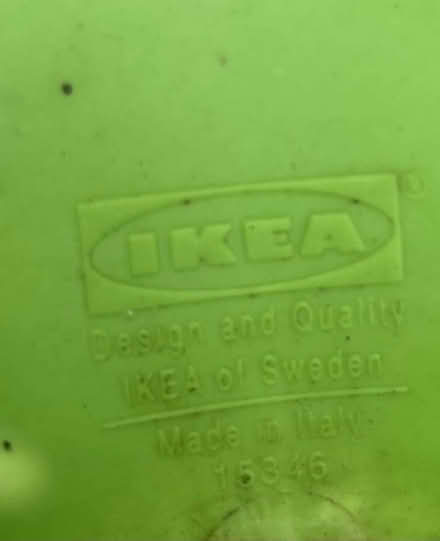 IKEA®
Design and Quality
IKEA of Sweden
Made in Italy
15346